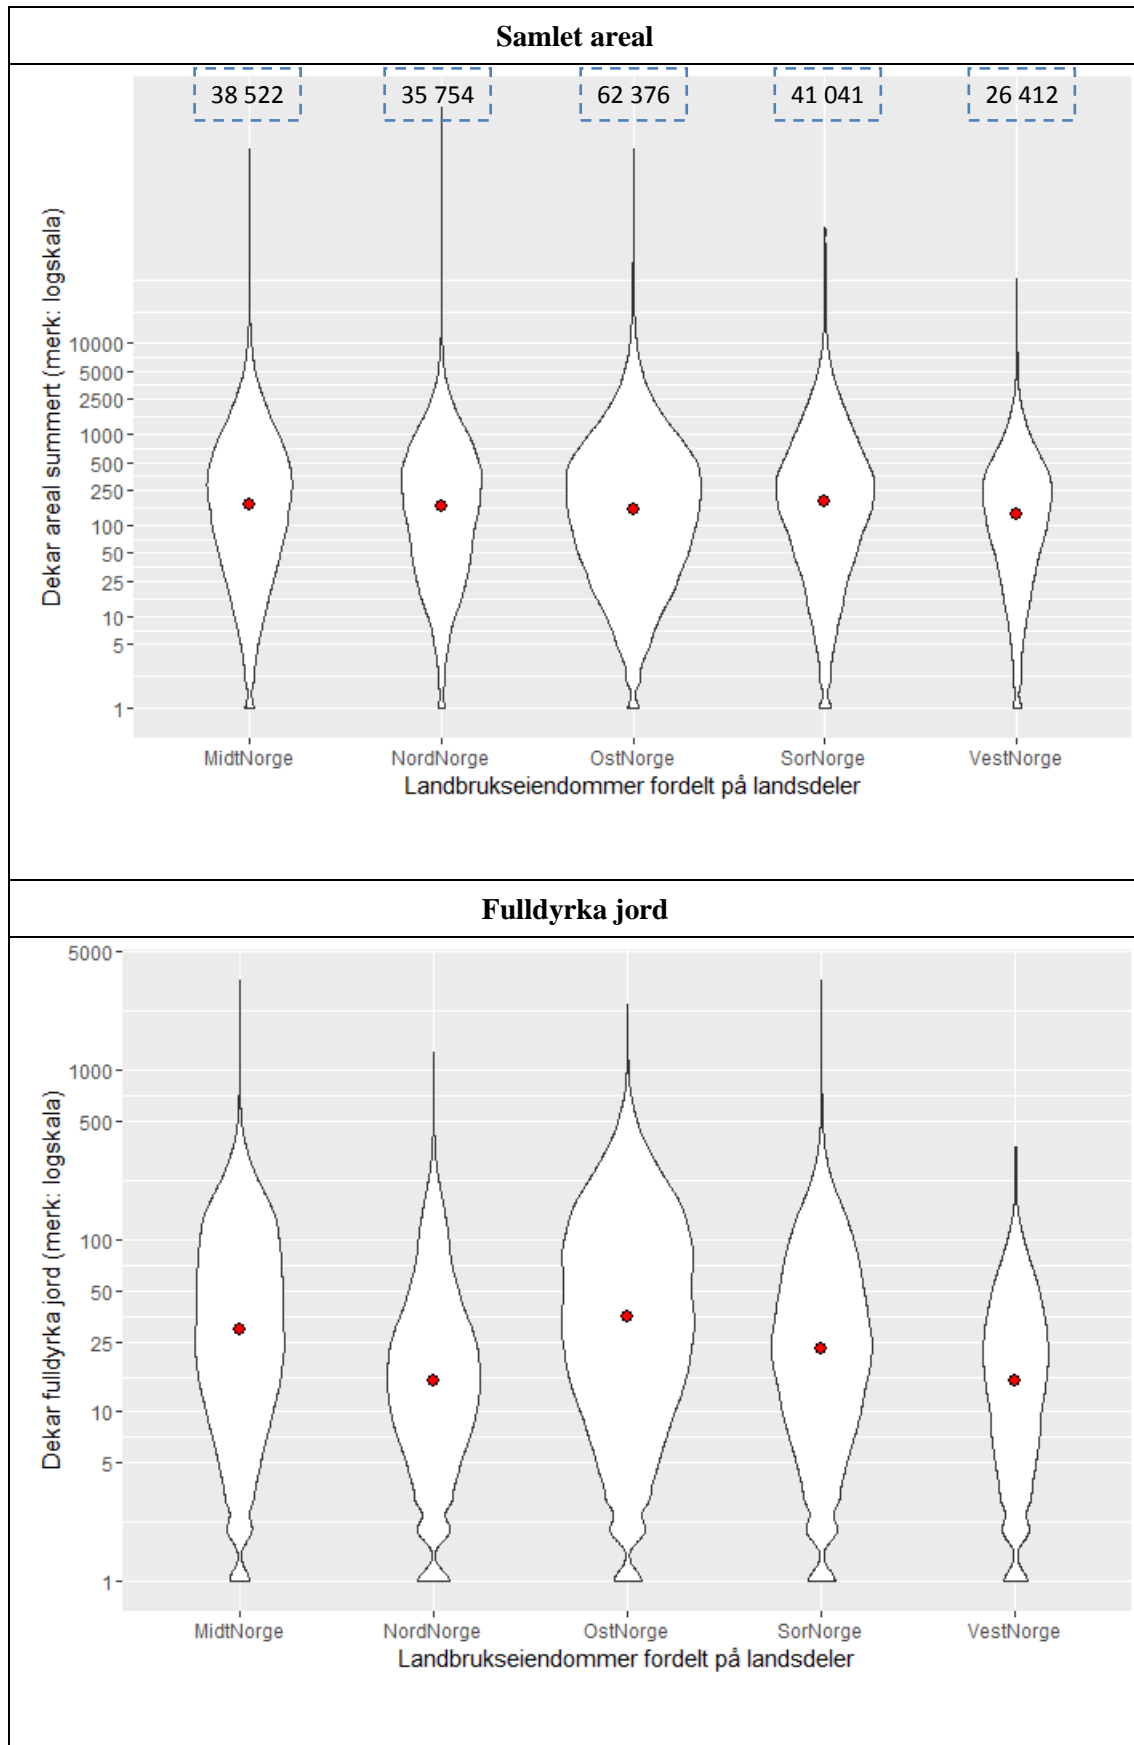 Samlet areal
38 522 35 754 62 376 41 041 26 412
Dekar areal summert (merk: logskala)
10000
5000
2500
1000
500
250
100
50
25
10
5
1
MidtNorge NordNorge OstNorge SorNorge VestNorge
Landbrukseiendommer fordelt på landsdeler
Fulldyrka jord
Dekar fulldyrka jord (merk: logskala)
5000
1000
500
100
50
25
10
5
1
MidtNorge NordNorge OstNorge SorNorge VestNorge
Landbrukseiendommer fordelt på landsdeler